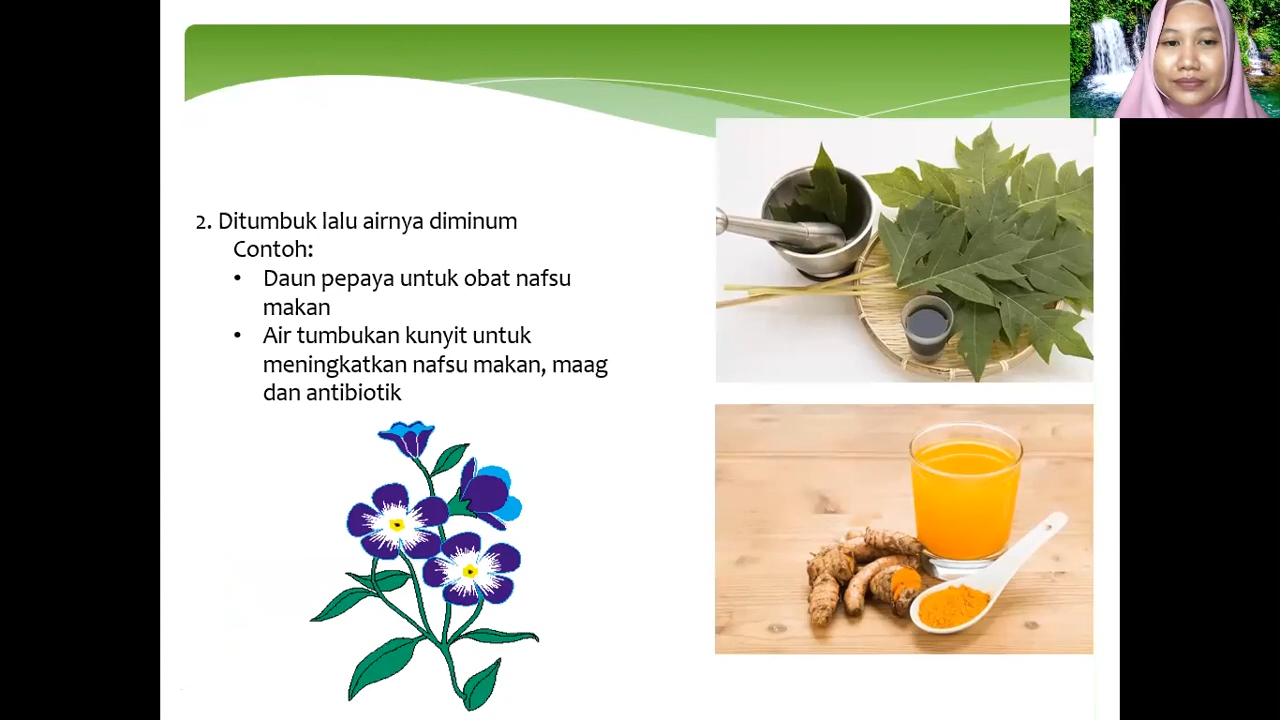 2. Ditumbuk lalu airnya diminum
Contoh:
• Daun pepaya untuk obat nafsu
makan
• Air tumbukan kunyit untuk
meningkatkan nafsu makan, maag
dan antibiotik